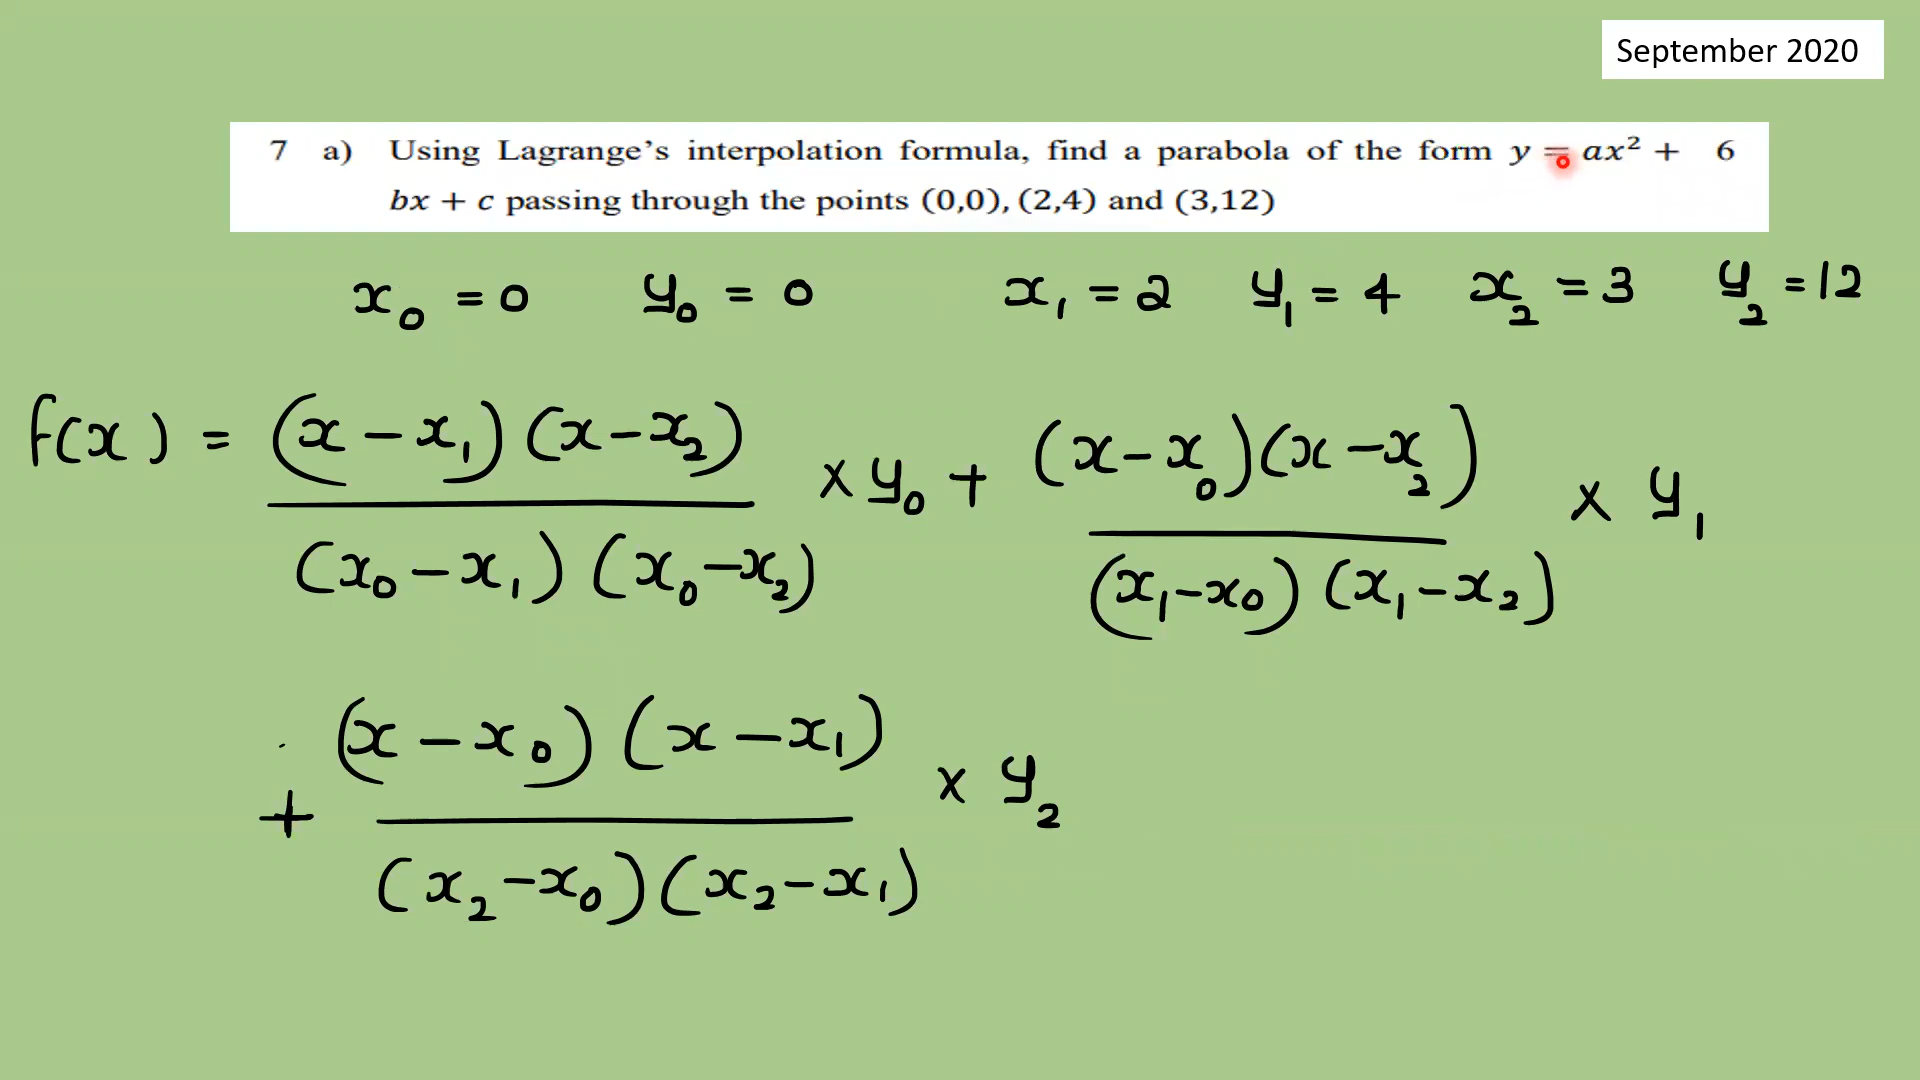 September 2020
7 a) Using Lagrange's interpolation formula, find a parabola of the form y = ax² + 6
bx + c passing through the points (0,0), (2,4) and (3,12)
x₀ = 0 y₀ = 0 x₁ = 2 y₁ = 4 x₂ = 3 y₂ = 12
f(x) = (x − x₁)(x − x₂) / (x₀ − x₁)(x₀ − x₂) × y₀ + (x − x₀)(x − x₂) / (x₁ − x₀)(x₁ − x₂) × y₁
+ (x − x₀)(x − x₁) / (x₂ − x₀)(x₂ − x₁) × y₂